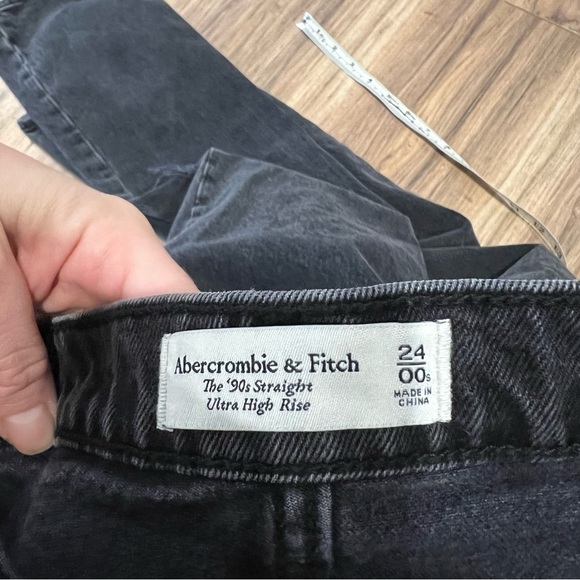 Abercrombie & Fitch
The '90s Straight
Ultra High Rise
24
00s
MADE IN
CHINA